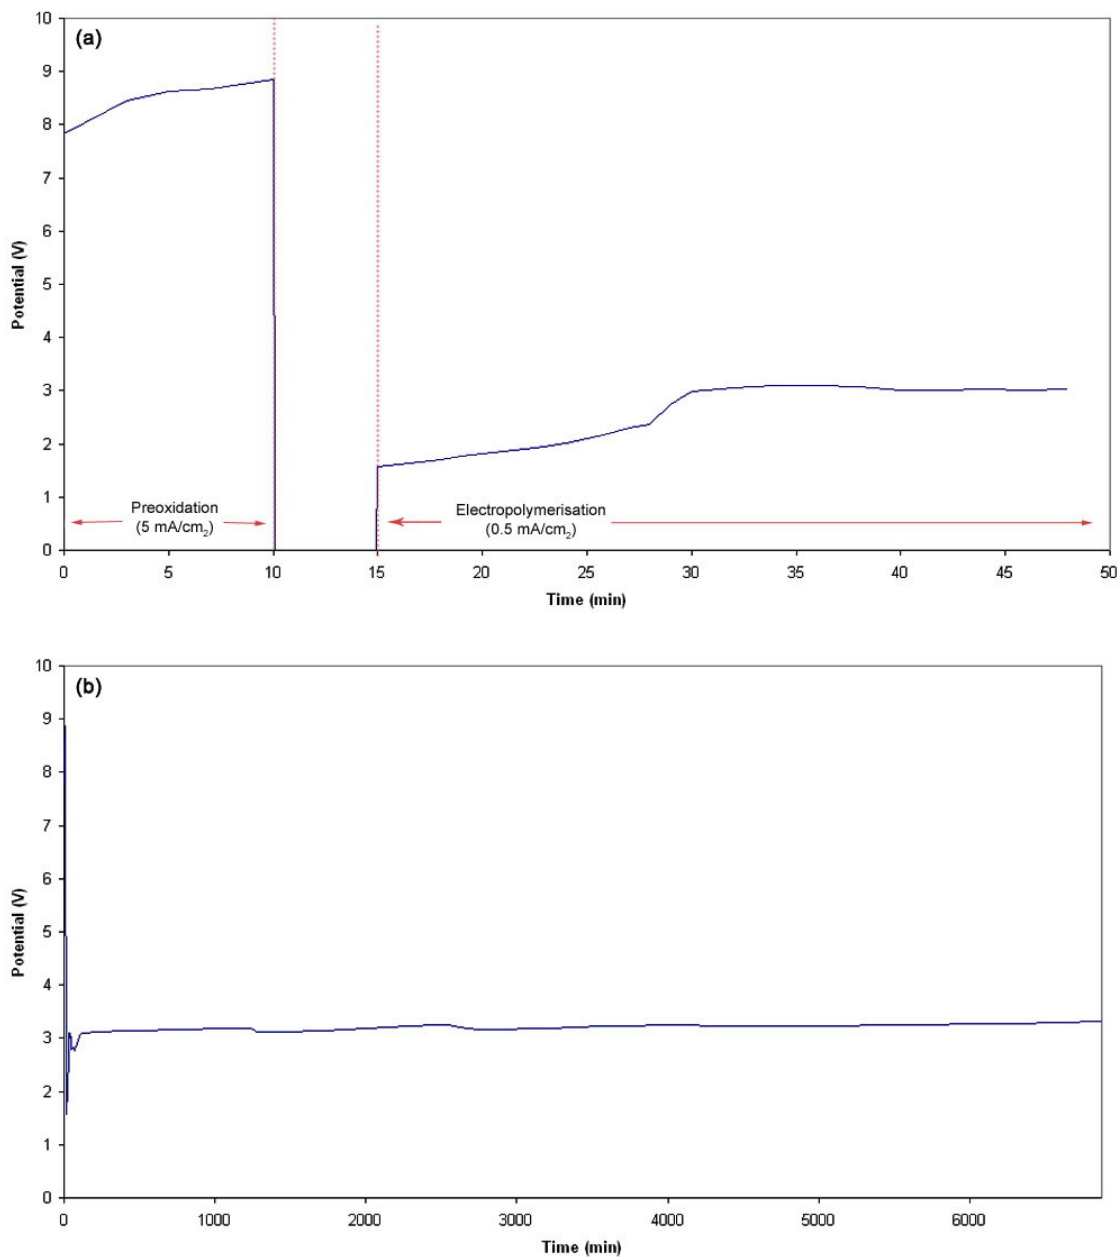 (a)
10
9
8
7
6
5
4
3
2
1
0
Potential (V)
Preoxidation
(5 mA/cm₂)
Electropolymerisation
(0.5 mA/cm₂)
0 5 10 15 20 25 30 35 40 45 50
Time (min)
(b)
10
9
8
7
6
5
4
3
2
1
0
Potential (V)
0 1000 2000 3000 4000 5000 6000
Time (min)